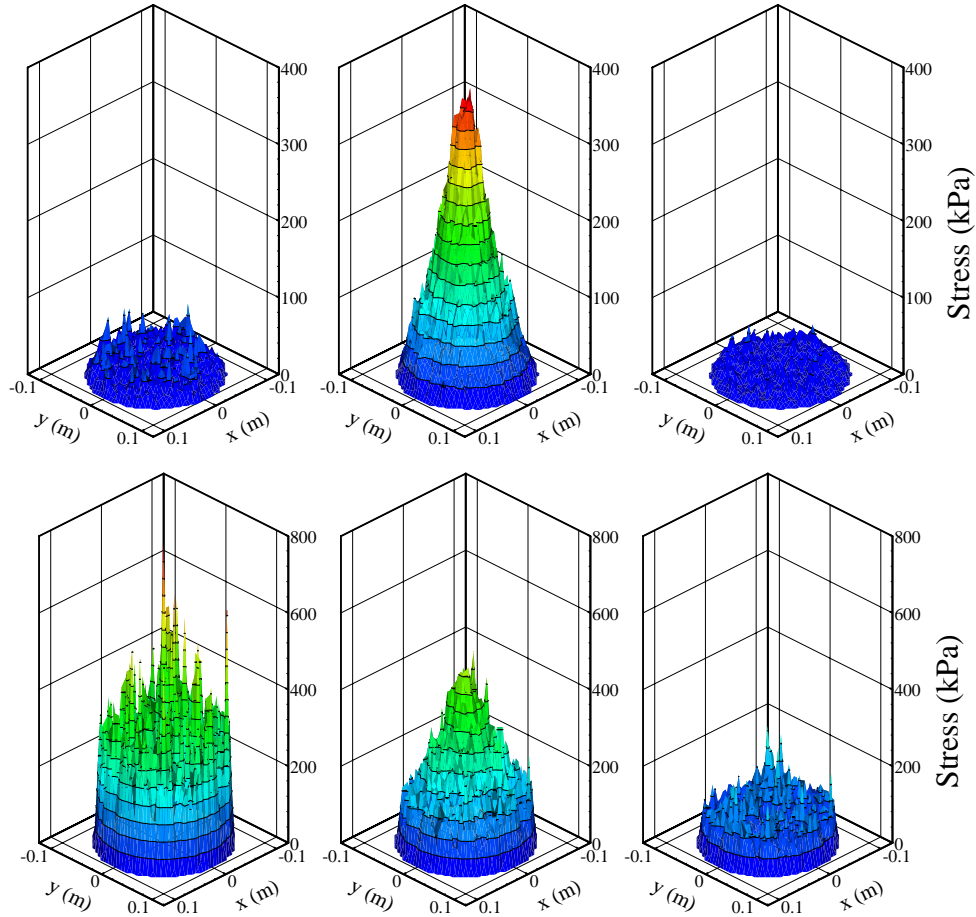 400 400 400
300 300 300
200 200 200
100 100 100
0 0 0
Stress (kPa)
-0.1 -0.1 -0.1 -0.1 -0.1 -0.1
0 0 0 0 0 0
y (m) x (m) y (m) x (m) y (m) x (m)
0.1 0.1 0.1 0.1 0.1 0.1
800 800 800
600 600 600
400 400 400
200 200 200
0 0 0
Stress (kPa)
-0.1 -0.1 -0.1 -0.1 -0.1 -0.1
0 0 0 0 0 0
y (m) x (m) y (m) x (m) y (m) x (m)
0.1 0.1 0.1 0.1 0.1 0.1